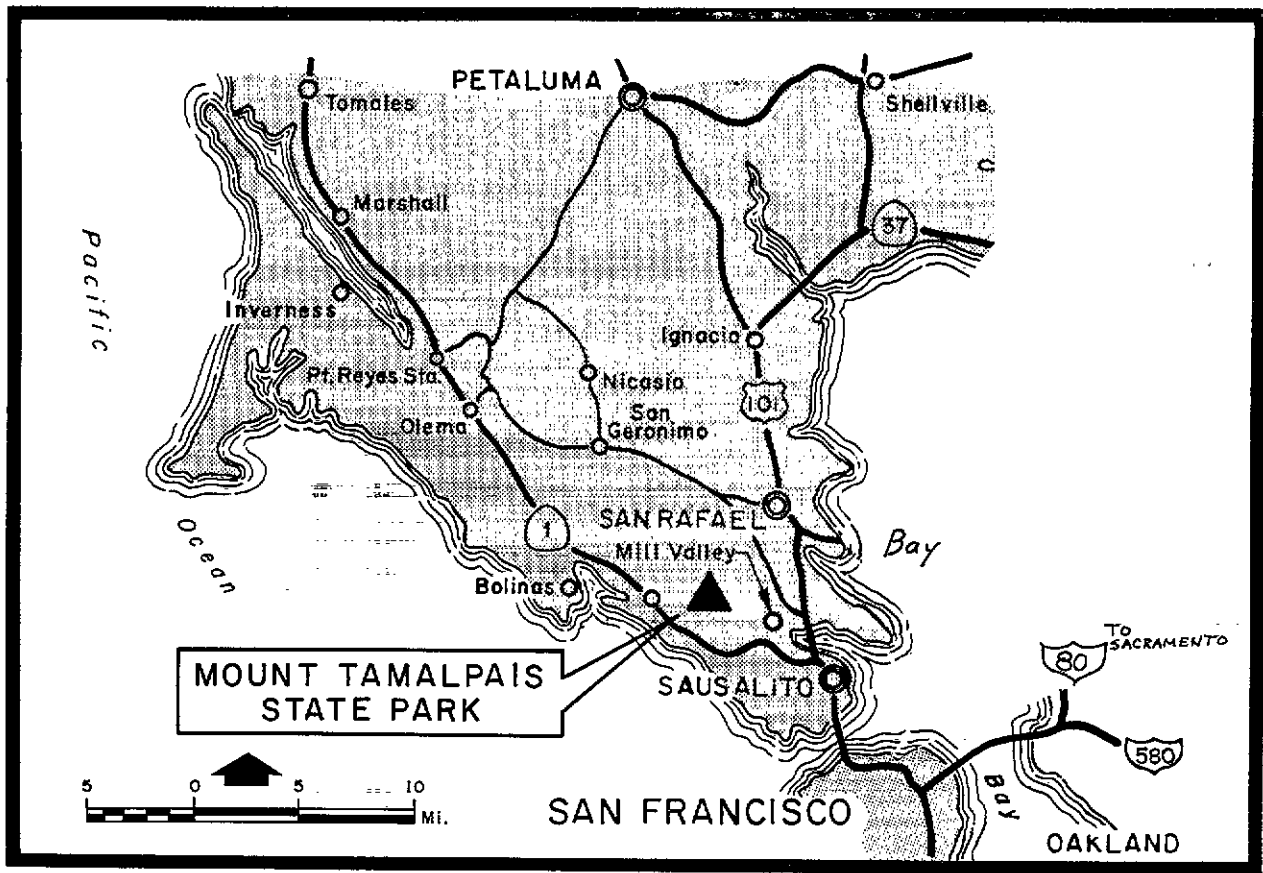 PETALUMA
Tomales
Shellville
Marshall
37
Pacific
Inverness
Ignacio
Pt. Reyes Sta.
Nicasio
101
Olema
San
Geronimo
SAN RAFAEL
Ocean
1
Mill Valley
Bay
Bolinas
TO
SACRAMENTO
80
MOUNT TAMALPAIS
STATE PARK
SAUSALITO
580
5 0 5 10
Mi.
SAN FRANCISCO
Bay
OAKLAND